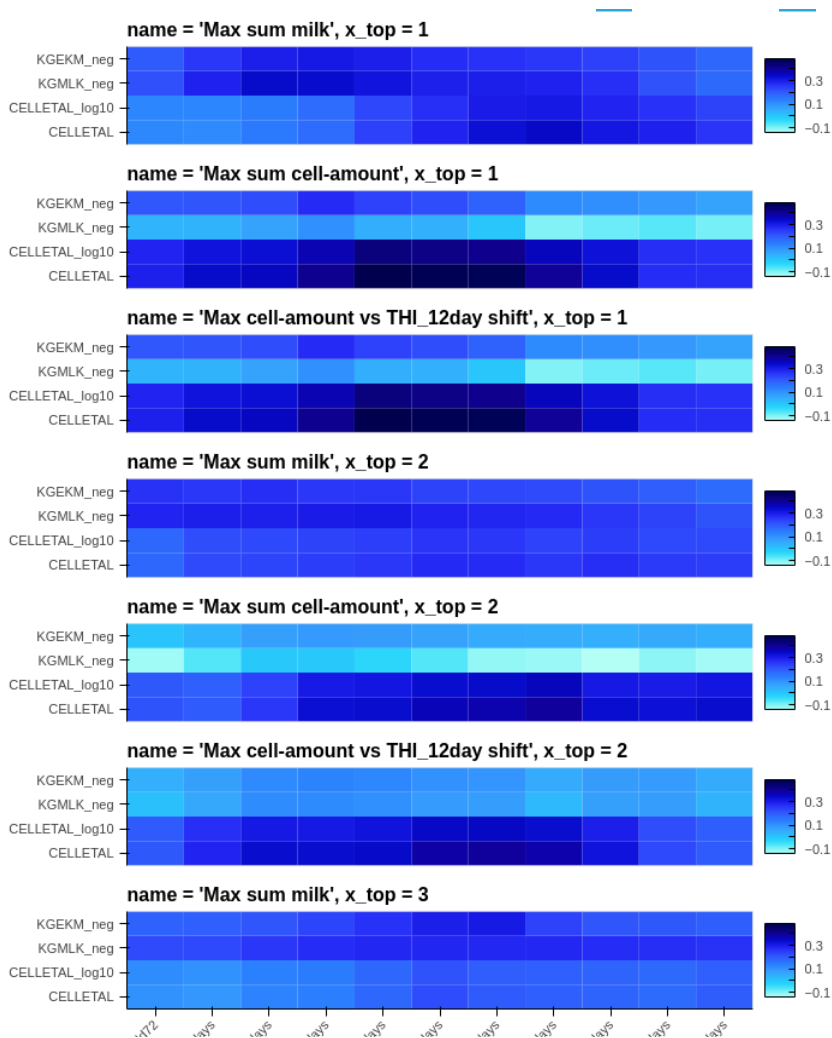 name = 'Max sum milk', x_top = 1
KGEKM_neg
KGMLK_neg
CELLETAL_log10
CELLETAL
0.3
0.1
−0.1
name = 'Max sum cell-amount', x_top = 1
KGEKM_neg
KGMLK_neg
CELLETAL_log10
CELLETAL
0.3
0.1
−0.1
name = 'Max cell-amount vs THI_12day shift', x_top = 1
KGEKM_neg
KGMLK_neg
CELLETAL_log10
CELLETAL
0.3
0.1
−0.1
name = 'Max sum milk', x_top = 2
KGEKM_neg
KGMLK_neg
CELLETAL_log10
CELLETAL
0.3
0.1
−0.1
name = 'Max sum cell-amount', x_top = 2
KGEKM_neg
KGMLK_neg
CELLETAL_log10
CELLETAL
0.3
0.1
−0.1
name = 'Max cell-amount vs THI_12day shift', x_top = 2
KGEKM_neg
KGMLK_neg
CELLETAL_log10
CELLETAL
0.3
0.1
−0.1
name = 'Max sum milk', x_top = 3
KGEKM_neg
KGMLK_neg
CELLETAL_log10
CELLETAL
0.3
0.1
−0.1